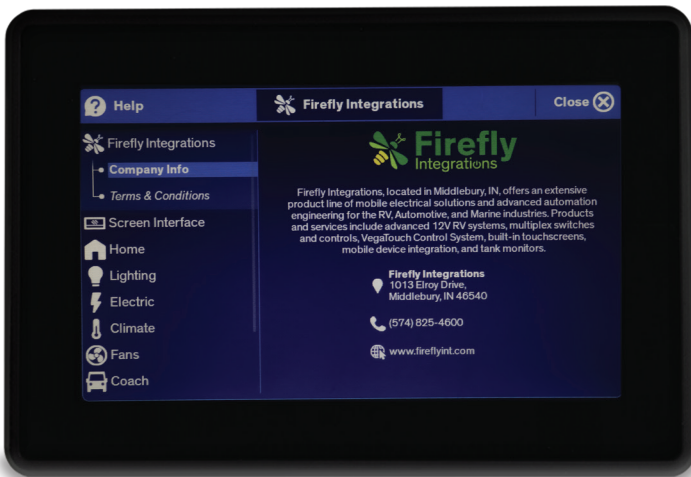 Help
Firefly Integrations
Close
Firefly Integrations
Company Info
Terms & Conditions
Screen Interface
Home
Lighting
Electric
Climate
Fans
Coach
Firefly
Integrations
Firefly Integrations, located in Middlebury, IN, offers an extensive
product line of mobile electrical solutions and advanced automation
engineering for the RV, Automotive, and Marine industries. Products
and services include advanced 12V RV systems, multiplex switches
and controls, VegaTouch Control System, built-in touchscreens,
mobile device integration, and tank monitors.
Firefly Integrations
1013 Elroy Drive,
Middlebury, IN 46540
(574) 825-4600
www.fireflyint.com